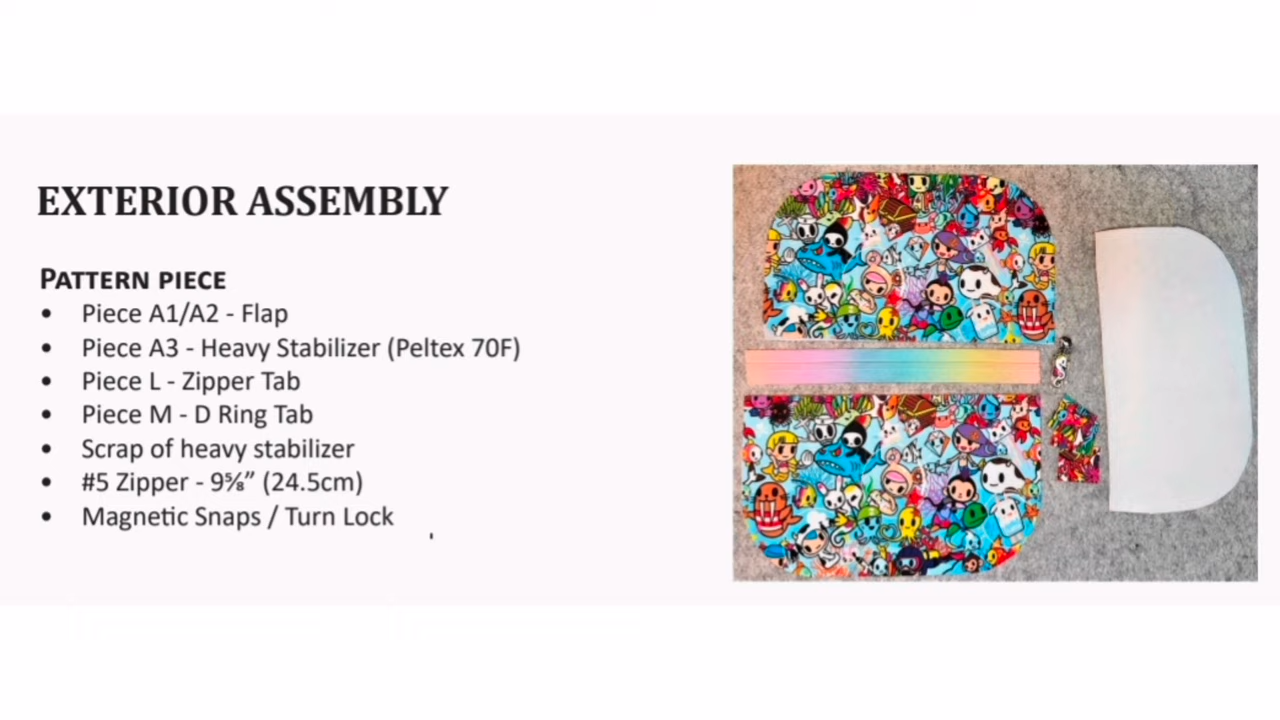 EXTERIOR ASSEMBLY
PATTERN PIECE
• Piece A1/A2 - Flap
• Piece A3 - Heavy Stabilizer (Peltex 70F)
• Piece L - Zipper Tab
• Piece M - D Ring Tab
• Scrap of heavy stabilizer
• #5 Zipper - 9⅝” (24.5cm)
• Magnetic Snaps / Turn Lock